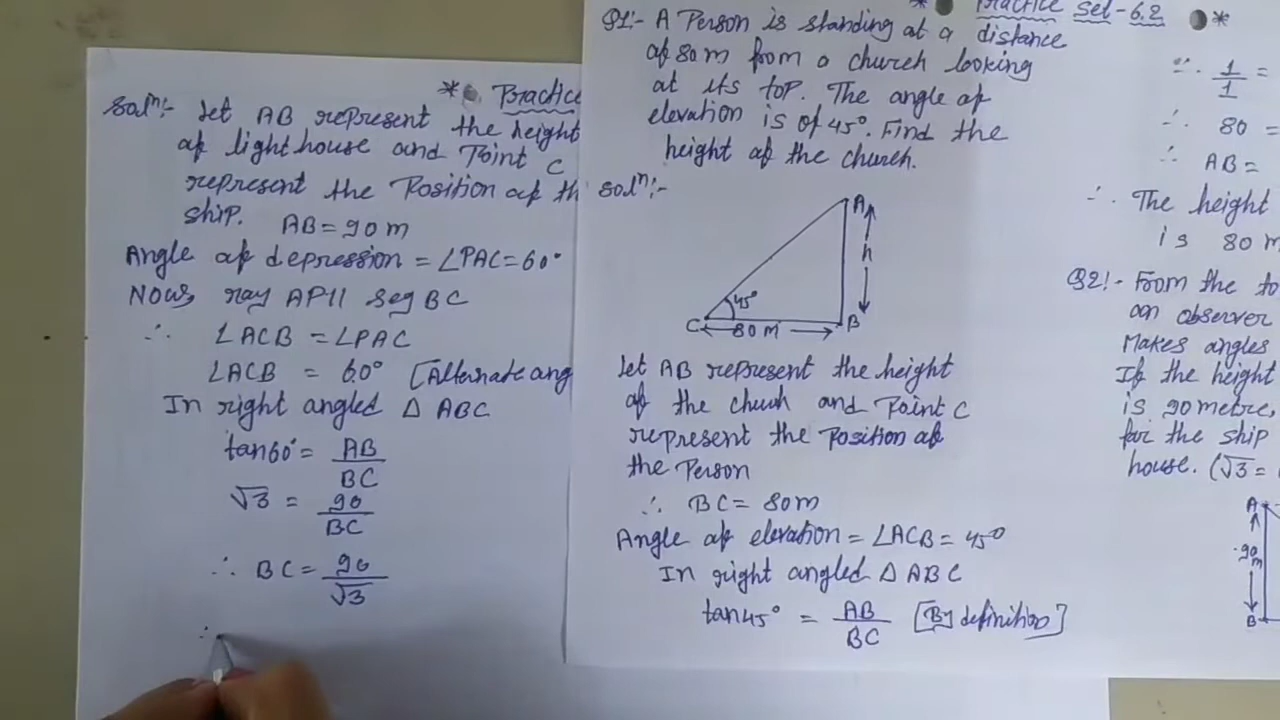 * Practice
Solⁿ:- Let AB represent the height
of light house and Point C
represent the Position of th
ship. AB = 90 m
Angle of depression = ∠PAC = 60°
Now, ray AP || seg BC
∴ ∠ACB = ∠PAC
∠ACB = 60° [Alternate ang
In right angled △ ABC
tan60° = AB/BC
√3 = 90/BC
∴ BC = 90/√3
∴
* Practice Set - 6.2 *
Q1:- A Person is standing at a distance
of 80 m from a church looking
at its top. The angle of
elevation is of 45°. Find the
height of the church.
Solⁿ:-
A
h
45°
C 80 M B
Let AB represent the height
of the chuch and Point C
represent the Position of
the Person
∴ BC = 80m
Angle of elevation = ∠ACB = 45°
In right angled △ ABC
tan45° = AB/BC [By definition]
∴ 1/1 =
∴ 80 =
∴ AB =
∴ The height
is 80 m
Q2:- From the to
an observer
Makes angles
If the height
is 90 metre,
for the ship
house. (√3 =
A
90
m
B